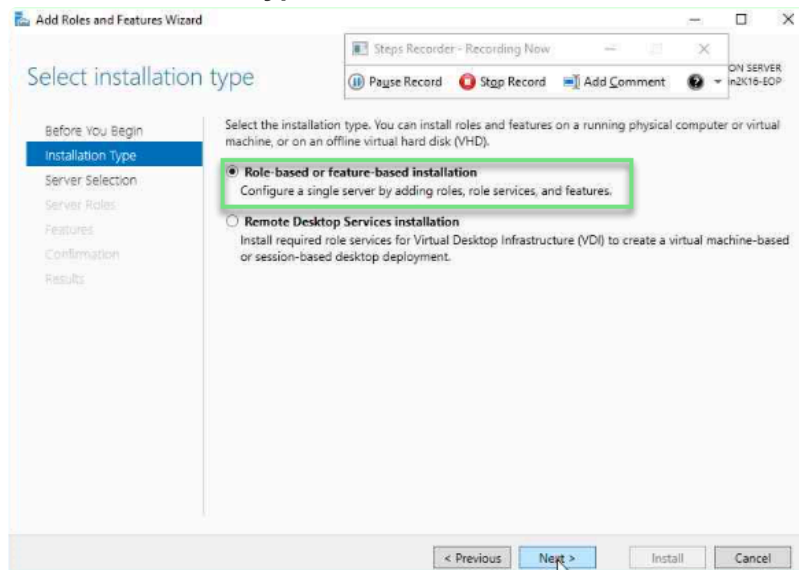 Add Roles and Features Wizard
Steps Recorder - Recording Now
Pause Record Stop Record Add Comment
Select installation type
ON SERVER
in2K16-EOP
Before You Begin
Installation Type
Server Selection
Server Roles
Features
Confirmation
Results
Select the installation type. You can install roles and features on a running physical computer or virtual
machine, or on an offline virtual hard disk (VHD).
Role-based or feature-based installation
Configure a single server by adding roles, role services, and features.
Remote Desktop Services installation
Install required role services for Virtual Desktop Infrastructure (VDI) to create a virtual machine-based
or session-based desktop deployment.
< Previous Next > Install Cancel